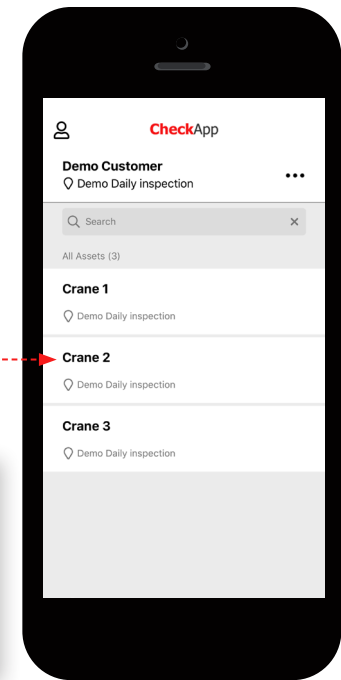 CheckApp
Demo Customer
Demo Daily inspection
Search
All Assets (3)
Crane 1
Demo Daily inspection
Crane 2
Demo Daily inspection
Crane 3
Demo Daily inspection